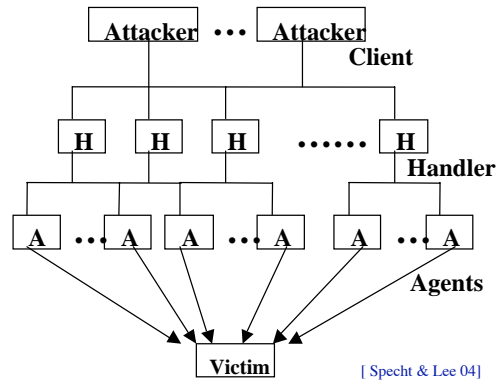 Attacker ••• Attacker
Client
H H H •••••• H
Handler
A ••• A A ••• A A ••• A
Agents
Victim
[ Specht & Lee 04]